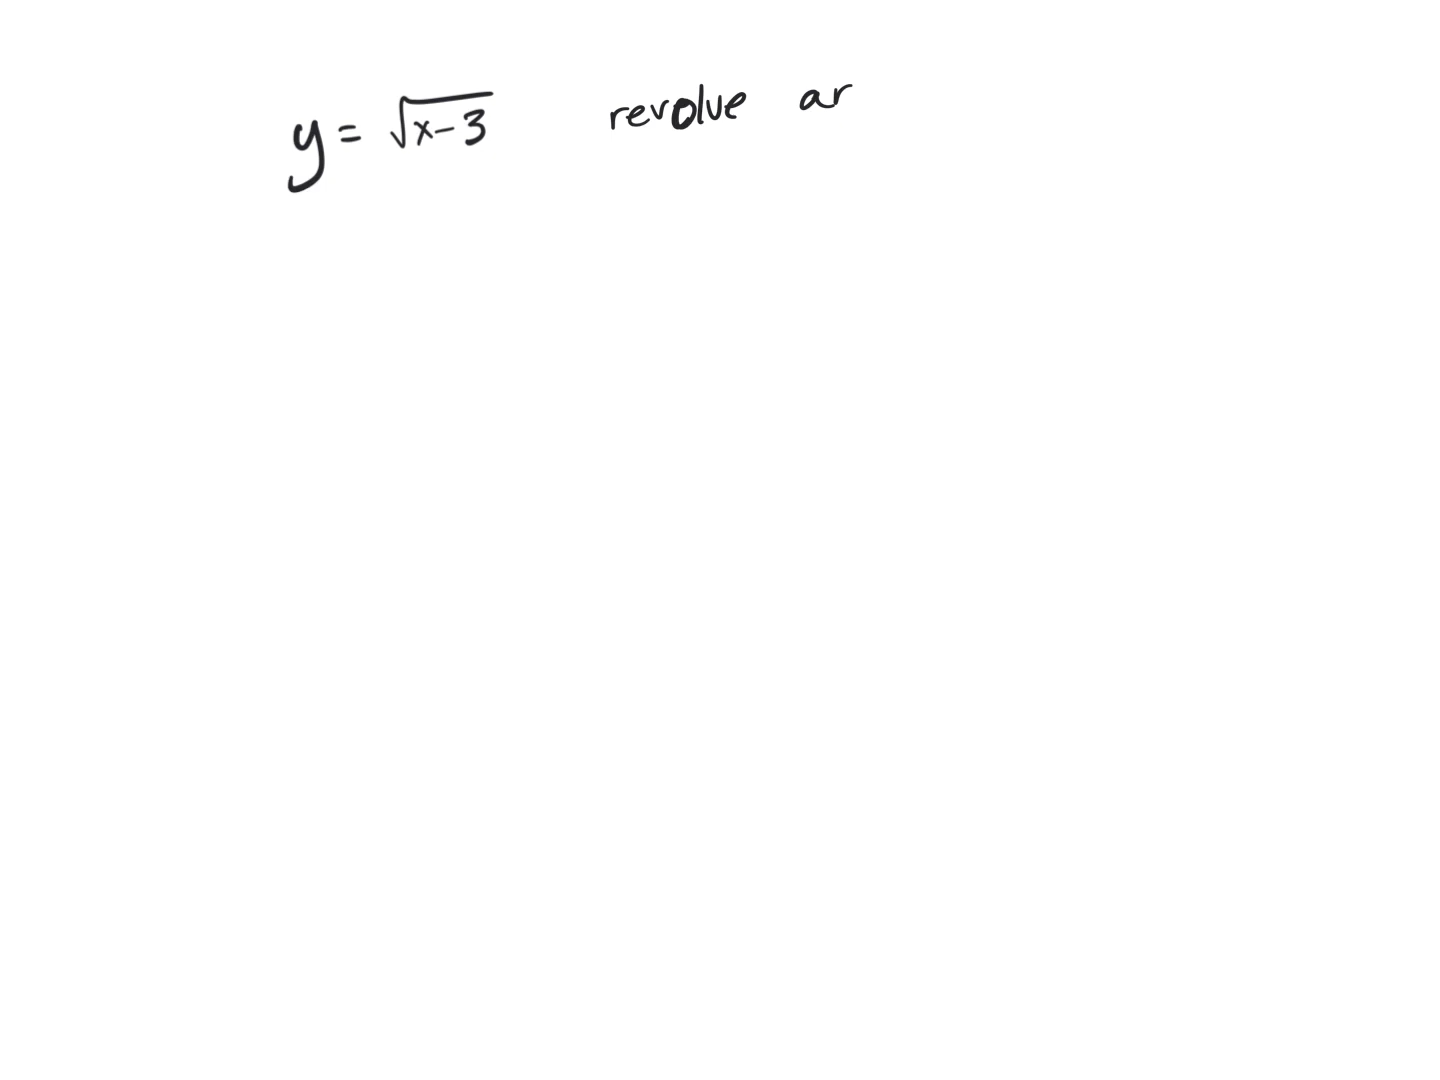 y = √(x-3) revolve ar